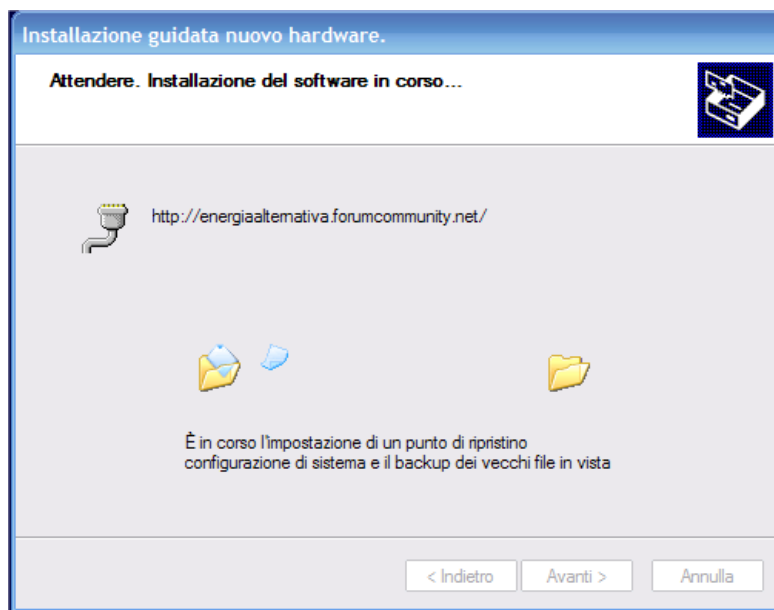 Installazione guidata nuovo hardware.
Attendere. Installazione del software in corso...
http://energiaalternativa.forumcommunity.net/
È in corso l'impostazione di un punto di ripristino
configurazione di sistema e il backup dei vecchi file in vista
< Indietro
Avanti >
Annulla